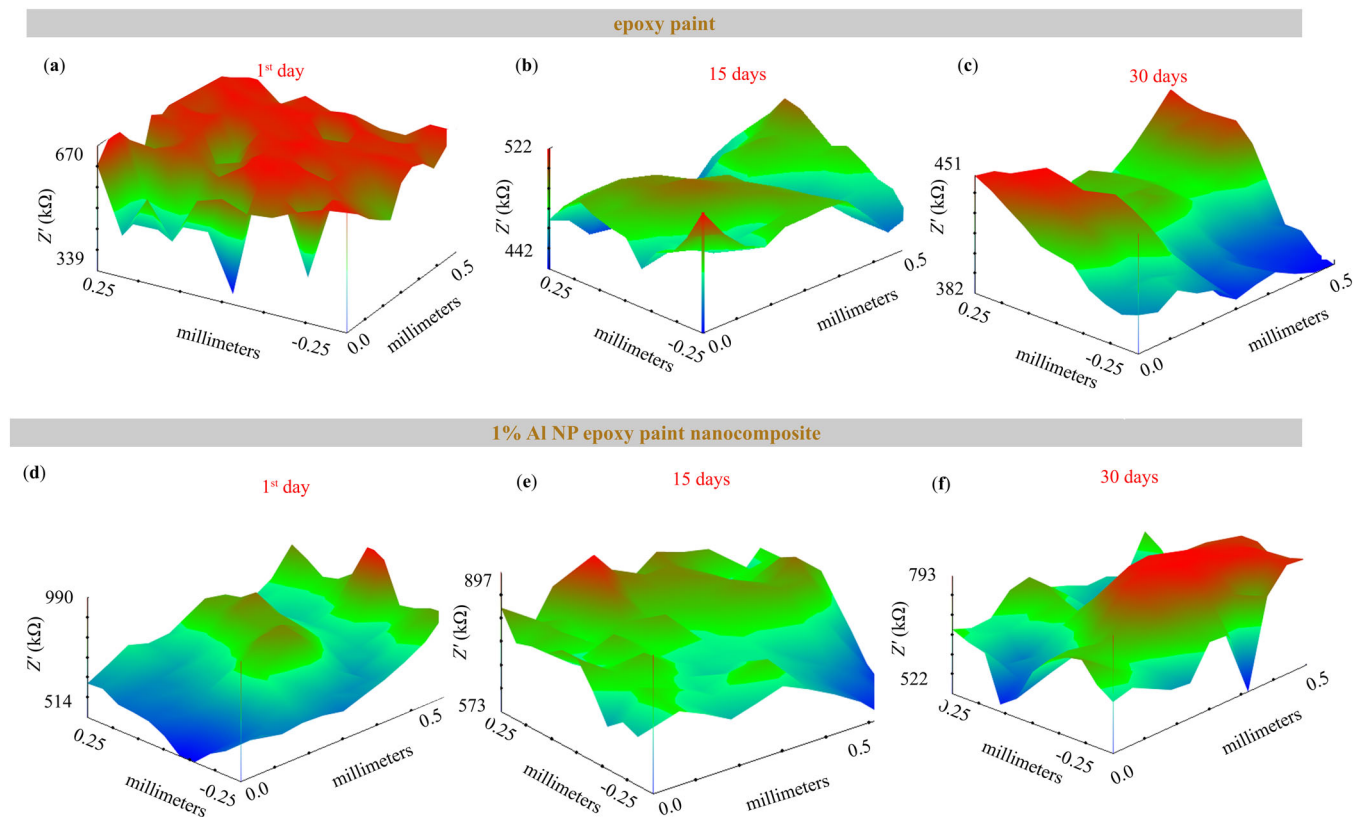 epoxy paint
(a)
1st day
(b)
15 days
(c)
30 days
670
Z' (kΩ)
339
0.25
millimeters
-0.25
0.0
millimeters
0.5
522
Z' (kΩ)
442
0.25
millimeters
-0.25
0.0
millimeters
0.5
451
Z' (kΩ)
382
0.25
millimeters
-0.25
0.0
millimeters
0.5
1% Al NP epoxy paint nanocomposite
(d)
1st day
(e)
15 days
(f)
30 days
990
Z' (kΩ)
514
0.25
millimeters
-0.25
0.0
millimeters
0.5
897
Z' (kΩ)
573
0.25
millimeters
-0.25
0.0
millimeters
0.5
793
Z' (kΩ)
522
0.25
millimeters
-0.25
0.0
millimeters
0.5